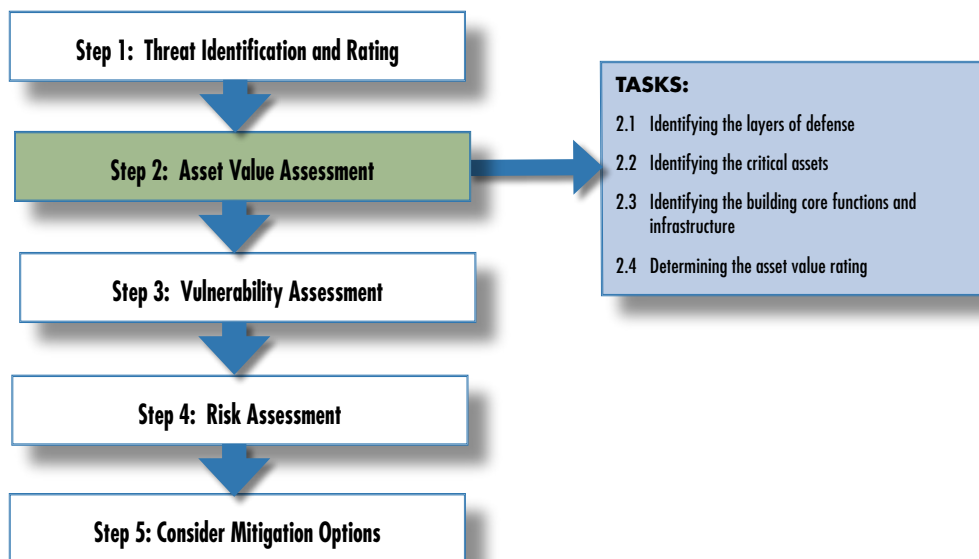 Step 1: Threat Identification and Rating
Step 2: Asset Value Assessment
TASKS:
2.1 Identifying the layers of defense
2.2 Identifying the critical assets
2.3 Identifying the building core functions and
infrastructure
2.4 Determining the asset value rating
Step 3: Vulnerability Assessment
Step 4: Risk Assessment
Step 5: Consider Mitigation Options